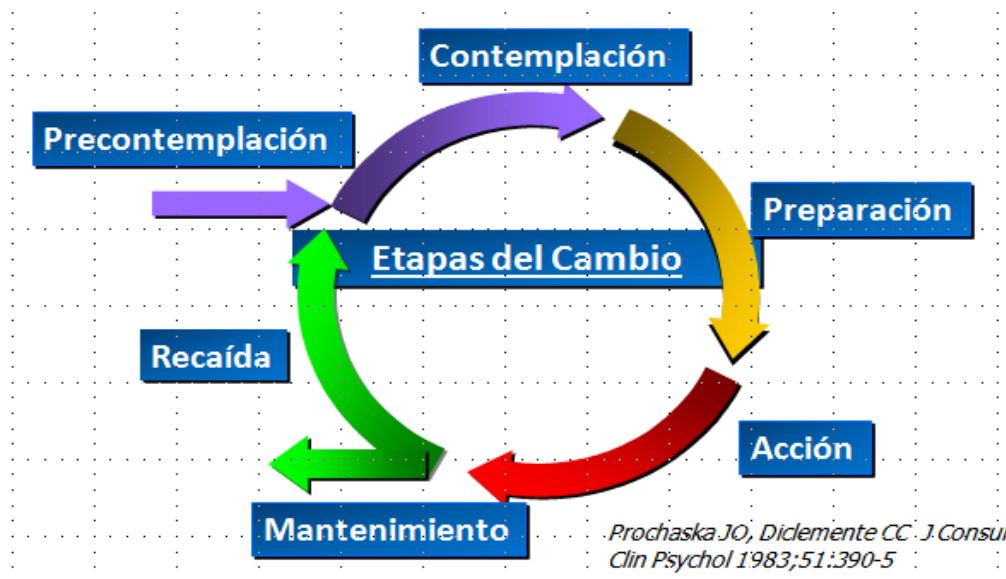 Contemplación
Precontemplación
Preparación
Etapas del Cambio
Recaída
Acción
Mantenimiento
Prochaska JO, Diclemente CC J Consul
Clin Psychol 1983;51:390-5